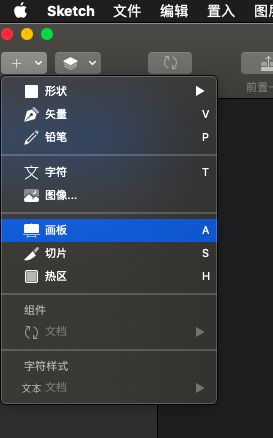 Sketch 文件 编辑 置入
前置
形状
矢量 V
铅笔 P
文 字符 T
图像...
画板 A
切片 S
热区 H
组件
文档
字符样式
文本 文档